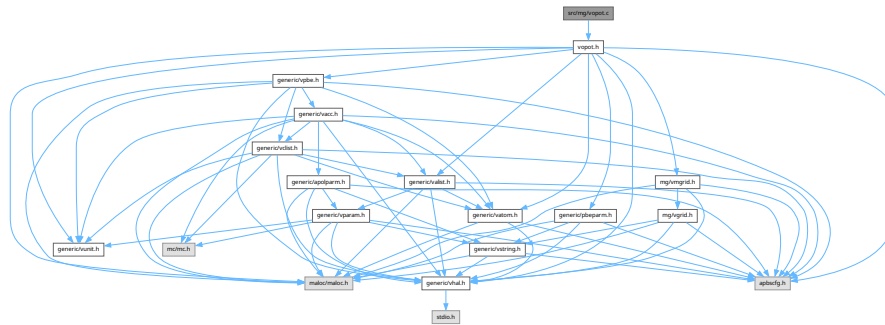 src/mg/vopot.c
vopot.h
generic/vpbe.h
generic/vacc.h
generic/vclist.h
generic/apolparm.h
generic/valist.h
mg/vmgrid.h
generic/vparam.h
generic/vatom.h
generic/pbeparm.h
mg/vgrid.h
generic/vunit.h
mc/mc.h
generic/vstring.h
maloc/maloc.h
generic/vhal.h
apbscfg.h
stdio.h